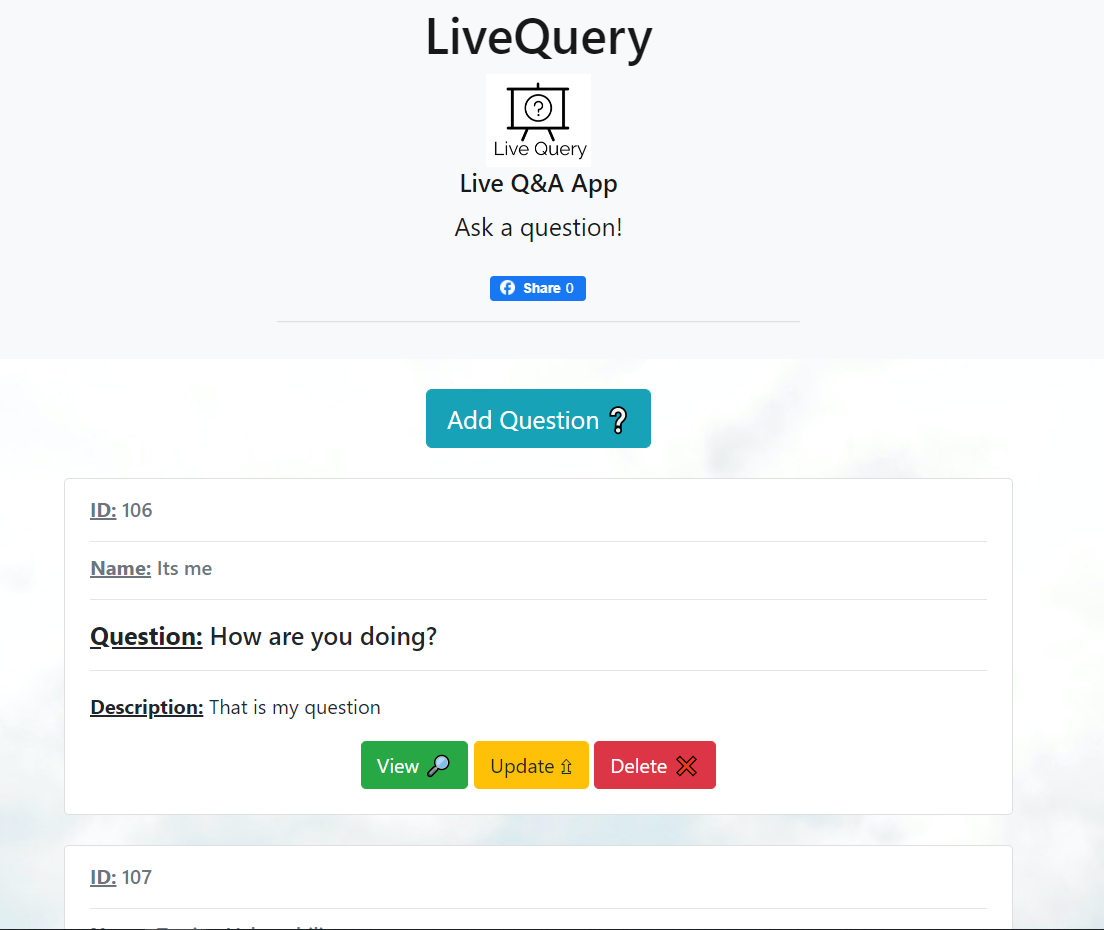 LiveQuery
?
Live Query
Live Q&A App
Ask a question!
Share 0
Add Question ❓
ID: 106
Name: Its me
Question: How are you doing?
Description: That is my question
View 🔎 Update ⇧ Delete ✖
ID: 107